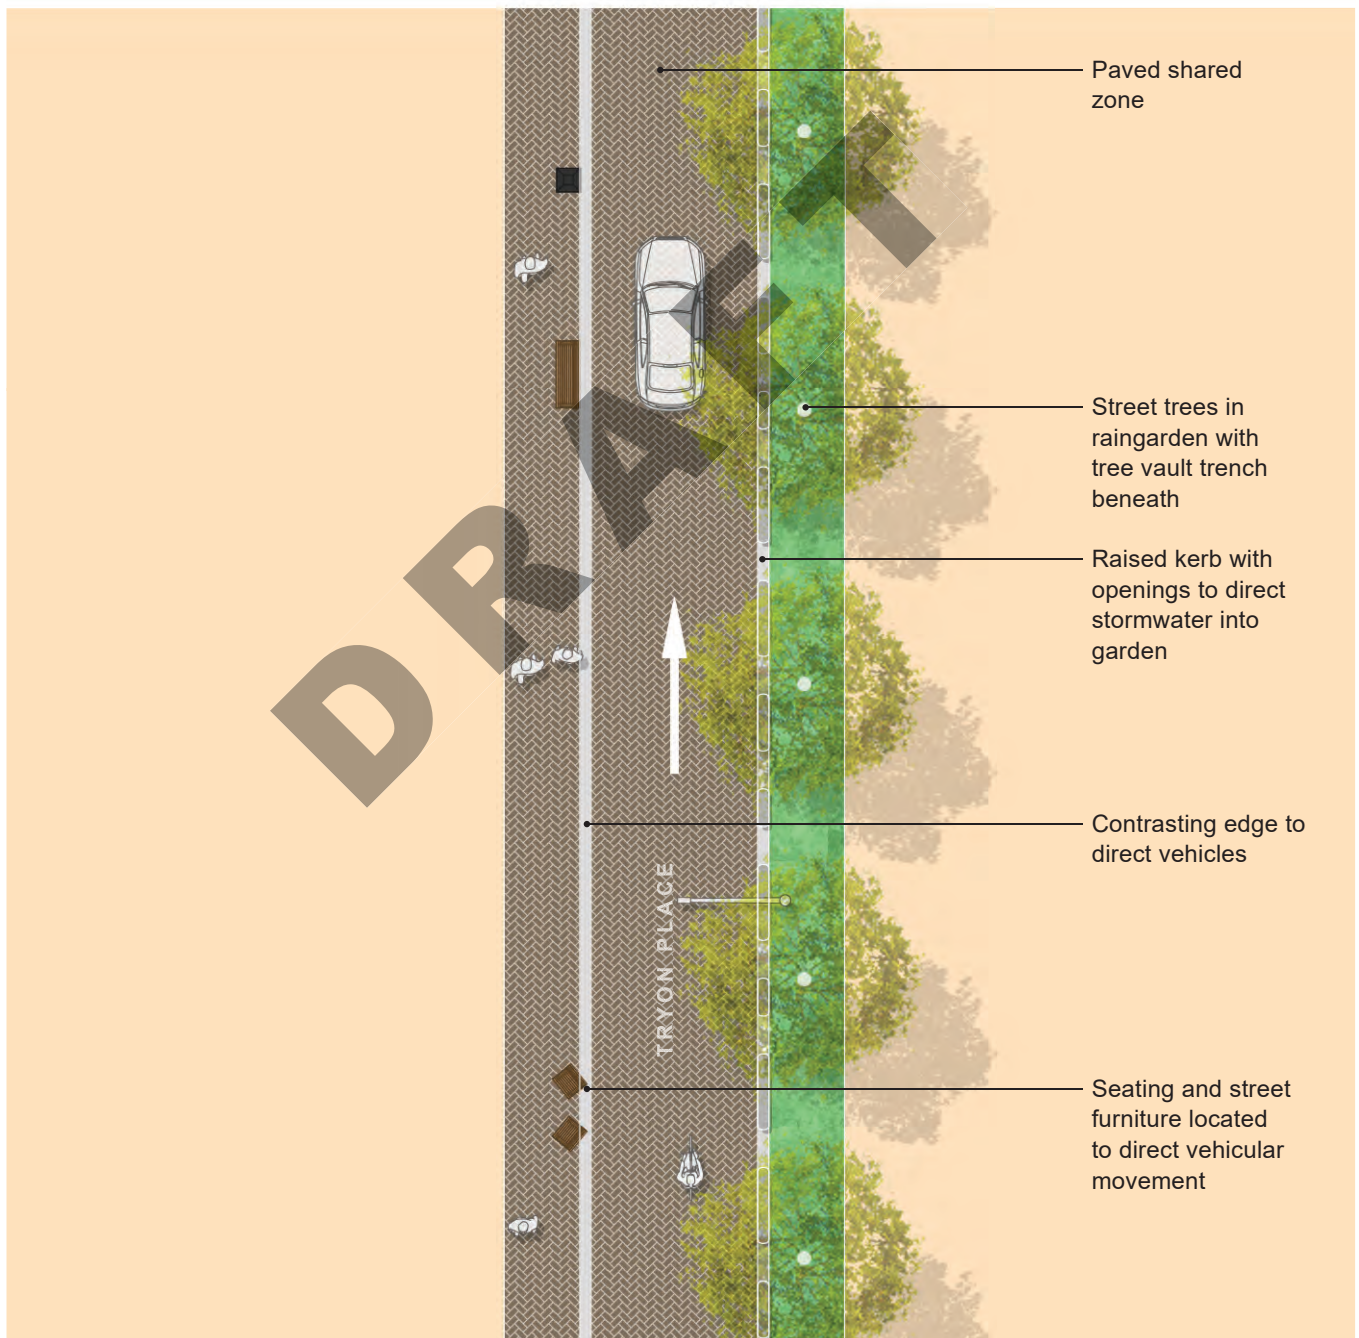 Paved shared
zone
Street trees in
raingarden with
tree vault trench
beneath
Raised kerb with
openings to direct
stormwater into
garden
Contrasting edge to
direct vehicles
TRYON PLACE
Seating and street
furniture located
to direct vehicular
movement
DRAFT